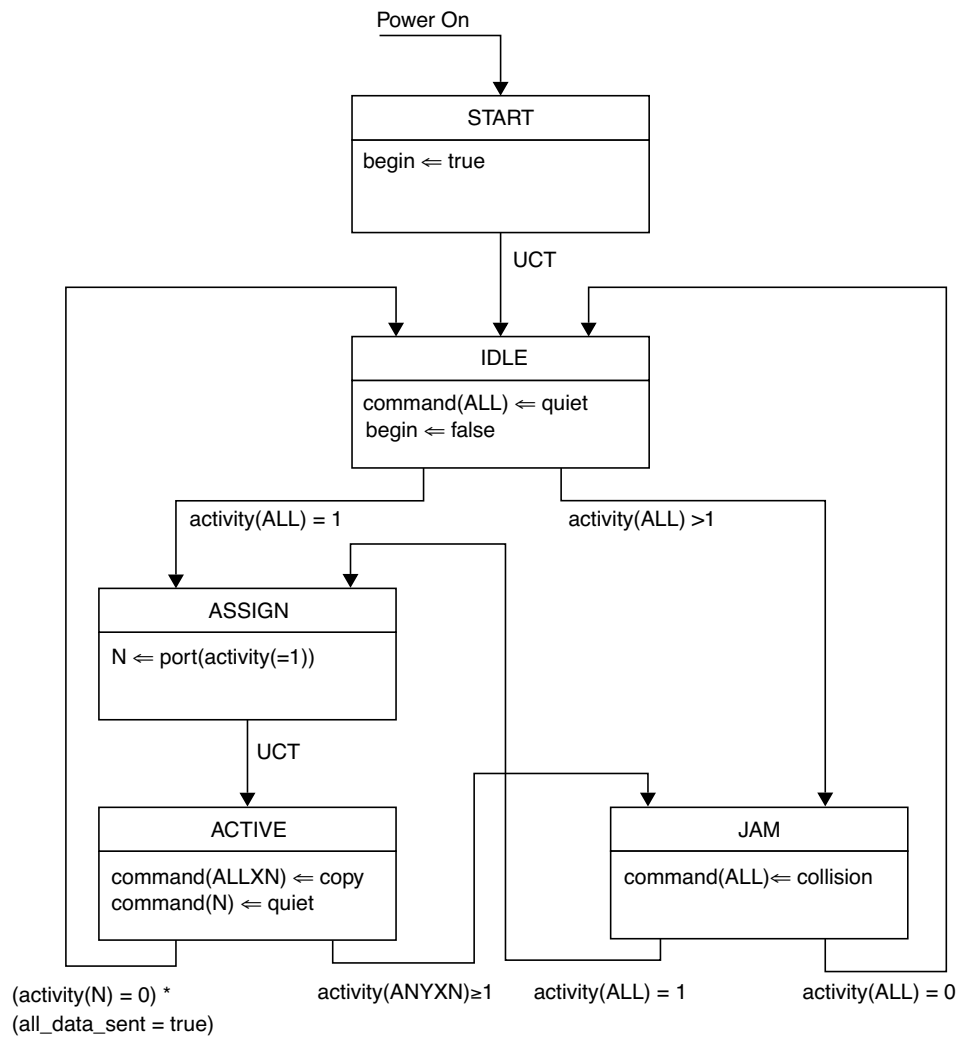 Power On
START
begin ⇐ true
UCT
IDLE
command(ALL) ⇐ quiet
begin ⇐ false
activity(ALL) = 1
activity(ALL) >1
ASSIGN
N ⇐ port(activity(=1))
UCT
ACTIVE
command(ALLXN) ⇐ copy
command(N) ⇐ quiet
JAM
command(ALL)⇐ collision
(activity(N) = 0) *
(all_data_sent = true)
activity(ANYXN)≥1
activity(ALL) = 1
activity(ALL) = 0